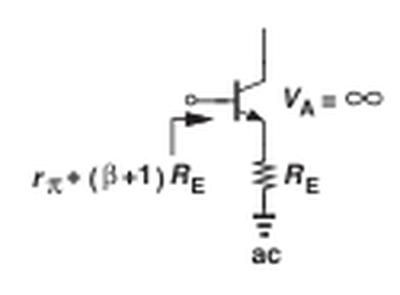 V_A = ∞
r_π + (β+1) R_E
R_E
ac